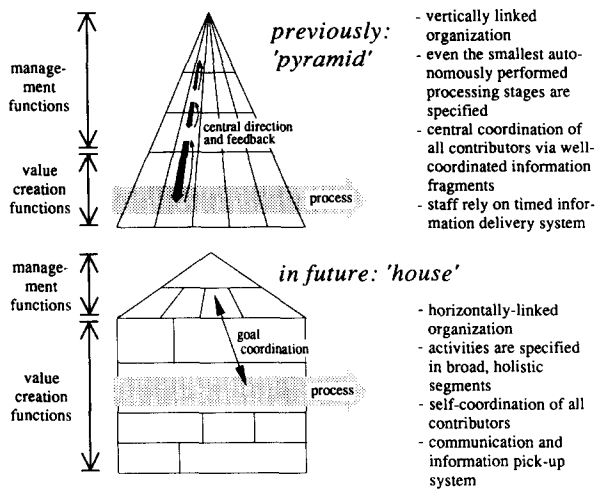 previously:
'pyramid'
manage-
ment
functions
value
creation
functions
central direction
and feedback
process
- vertically linked
organization
- even the smallest auto-
nomously performed
processing stages are
specified
- central coordination of
all contributors via well-
coordinated information
fragments
- staff rely on timed infor-
mation delivery system
in future: 'house'
manage-
ment
functions
value
creation
functions
goal
coordination
process
- horizontally-linked
organization
- activities are specified
in broad, holistic
segments
- self-coordination of all
contributors
- communication and
information pick-up
system